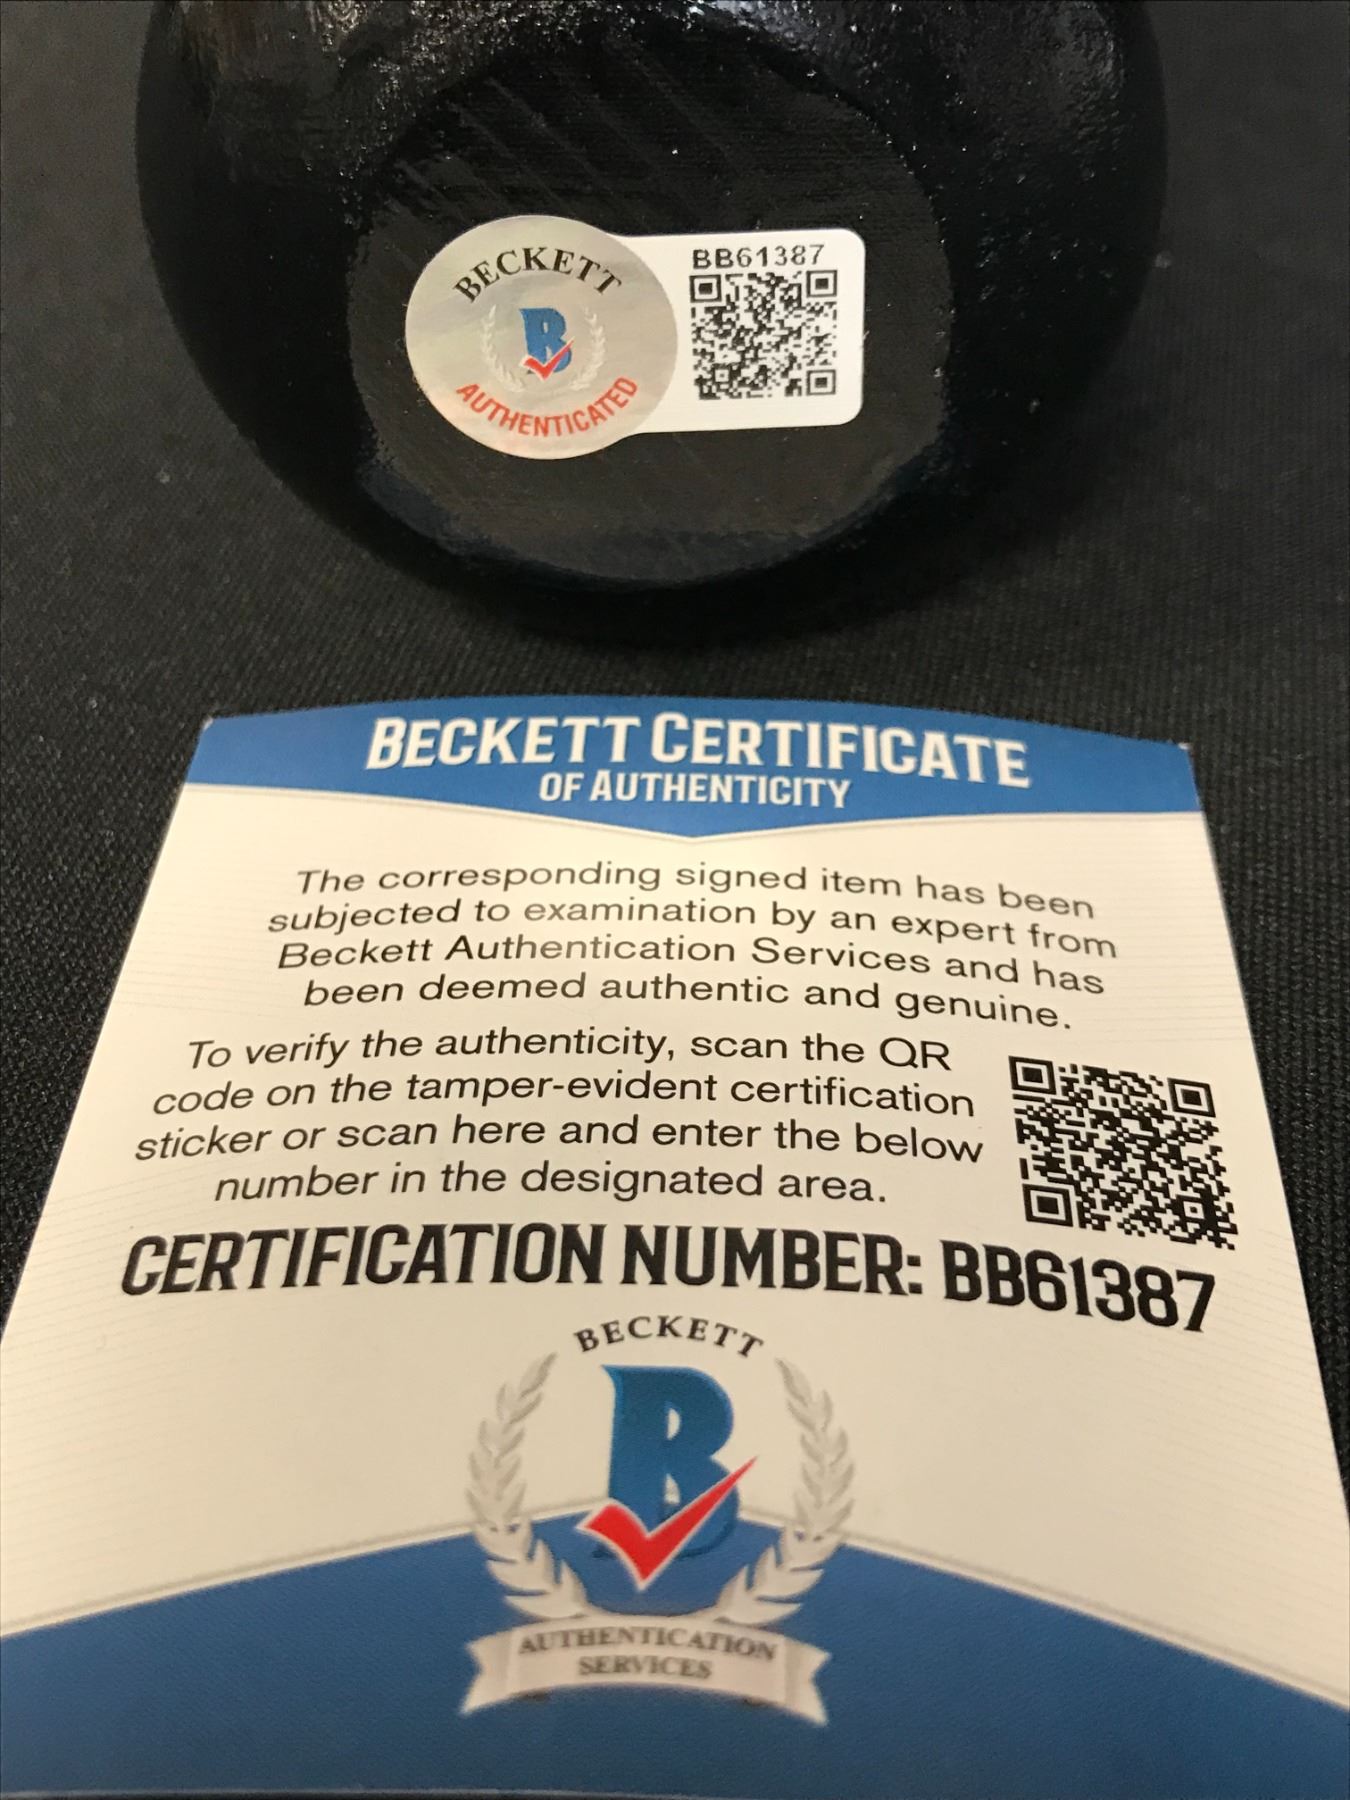 BECKETT
AUTHENTICATED
BB61387
BECKETT CERTIFICATE
OF AUTHENTICITY
The corresponding signed item has been
subjected to examination by an expert from
Beckett Authentication Services and has
been deemed authentic and genuine.
To verify the authenticity, scan the QR
code on the tamper-evident certification
sticker or scan here and enter the below
number in the designated area.
CERTIFICATION NUMBER: BB61387
BECKETT
B
AUTHENTICATION
SERVICES